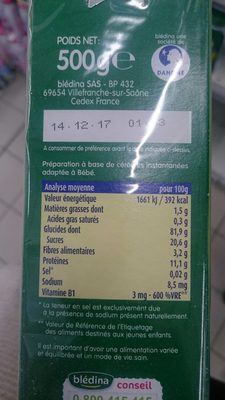 POIDS NET:
500g e
blédina SAS - BP 432
69654 Villefranche-sur-Saône
Cedex France
blédina une
société de
DANONE
14-12-17
A consommer de préférence avant
Préparation à base de céréales instantanées
adaptée à Bébé.
Analyse moyenne pour 100g
Valeur énergétique 1661 kJ / 392 kcal
Matières grasses dont 1,5 g
Acides gras saturés 0,3 g
Glucides dont 81,9 g
Sucres 20,6 g
Fibres alimentaires 3,2 g
Protéines 11,1 g
Sel* 0,02 g
Sodium 8,5 mg
Vitamine B1 3 mg - 600 %VRE**
* La teneur en sel est exclusivement due
à la présence de sodium présent naturellement.
** Valeur de Référence de l'Etiquetage
des aliments destinés aux jeunes enfants.
Il est important d'avoir une alimentation variée
et équilibrée et un mode de vie sain.
blédina conseil
0 800 415 415